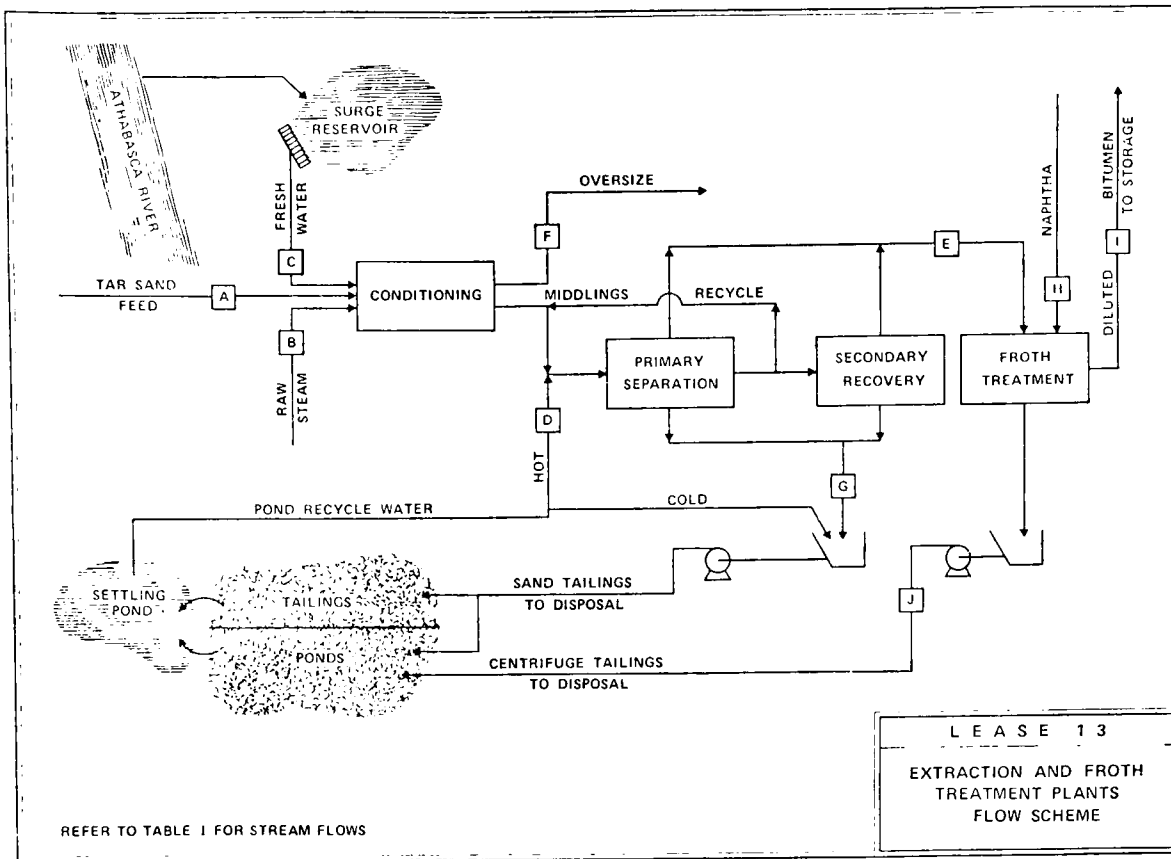 ATHABASCA RIVER
SURGE
RESERVOIR
FRESH
WATER
OVERSIZE
NAPHTHA
DILUTED BITUMEN
TO STORAGE
F
E
I
C
H
TAR SAND
FEED
A
CONDITIONING
MIDDLINGS
RECYCLE
B
PRIMARY
SEPARATION
SECONDARY
RECOVERY
FROTH
TREATMENT
RAW
STEAM
D
HOT
G
POND RECYCLE WATER
COLD
SETTLING
POND
TAILINGS
PONDS
SAND TAILINGS
TO DISPOSAL
J
CENTRIFUGE TAILINGS
TO DISPOSAL
LEASE 13
EXTRACTION AND FROTH
TREATMENT PLANTS
FLOW SCHEME
REFER TO TABLE 1 FOR STREAM FLOWS